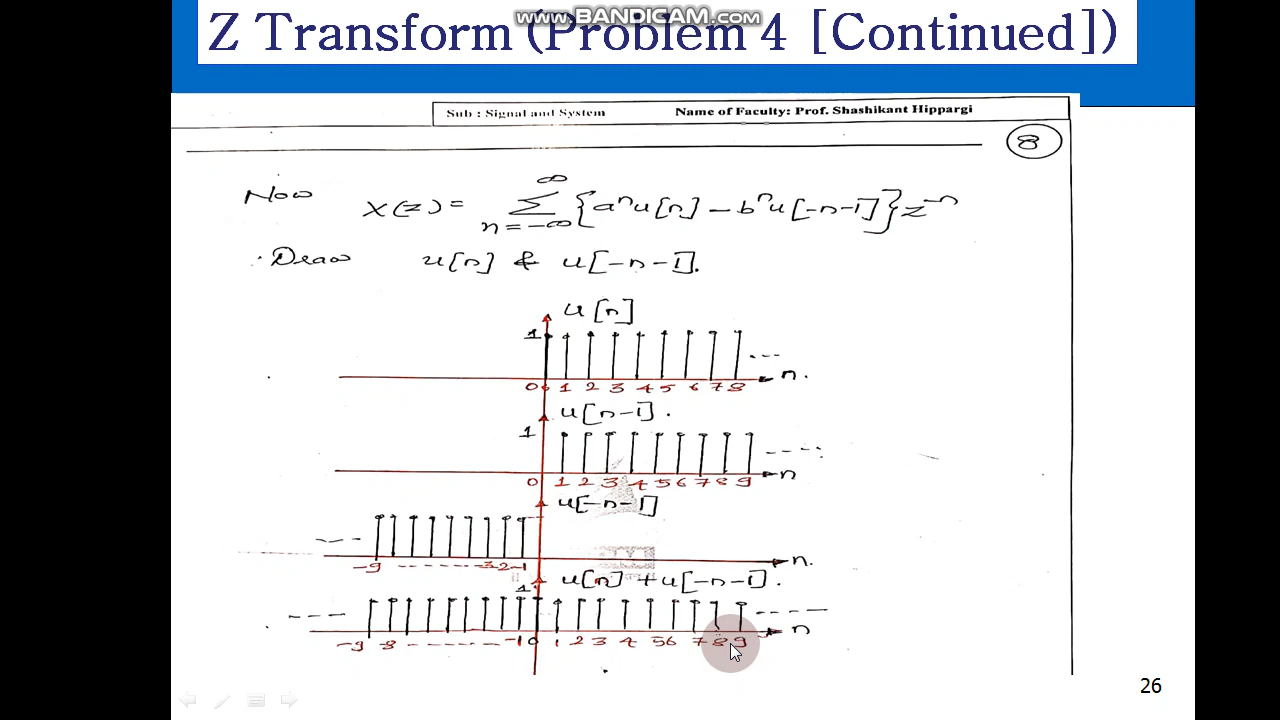 www.BANDICAM.com
Z Transform (Problem 4 [Continued])
Sub : Signal and System Name of Faculty: Prof. Shashikant Hippargi
8
Now X(z) = ∞ Σ n=-∞ {aⁿu[n] - bⁿu[-n-1]}z⁻ⁿ
Draw u[n] & u[-n-1].
u[n]
1
0 1 2 3 4 5 6 7 8 n.
u[n-1].
1
0 1 2 3 4 5 6 7 8 9 n
u[-n-1]
-9 -3 -2 -1 n.
u[n] + u[-n-1].
1
-9 -8 -1 0 1 2 3 4 5 6 7 8 9 n
26